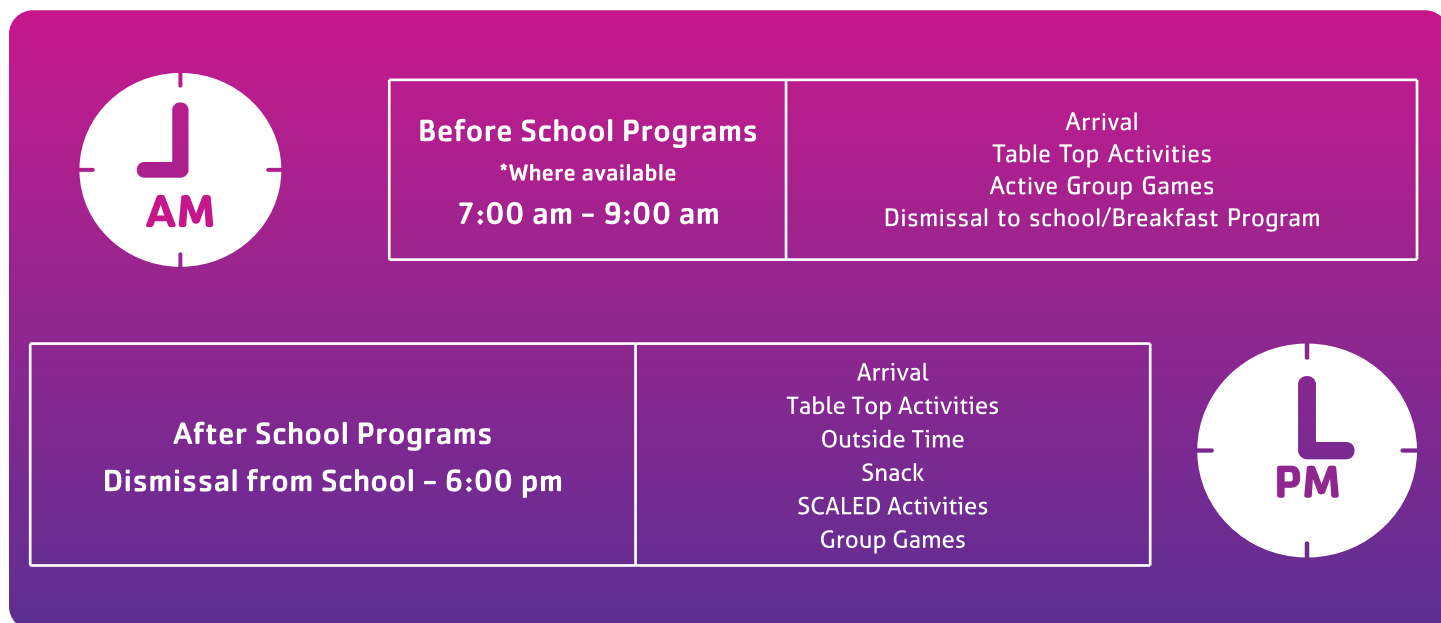 AM
Before School Programs
*Where available
7:00 am – 9:00 am
Arrival
Table Top Activities
Active Group Games
Dismissal to school/Breakfast Program
After School Programs
Dismissal from School – 6:00 pm
Arrival
Table Top Activities
Outside Time
Snack
SCALED Activities
Group Games
PM